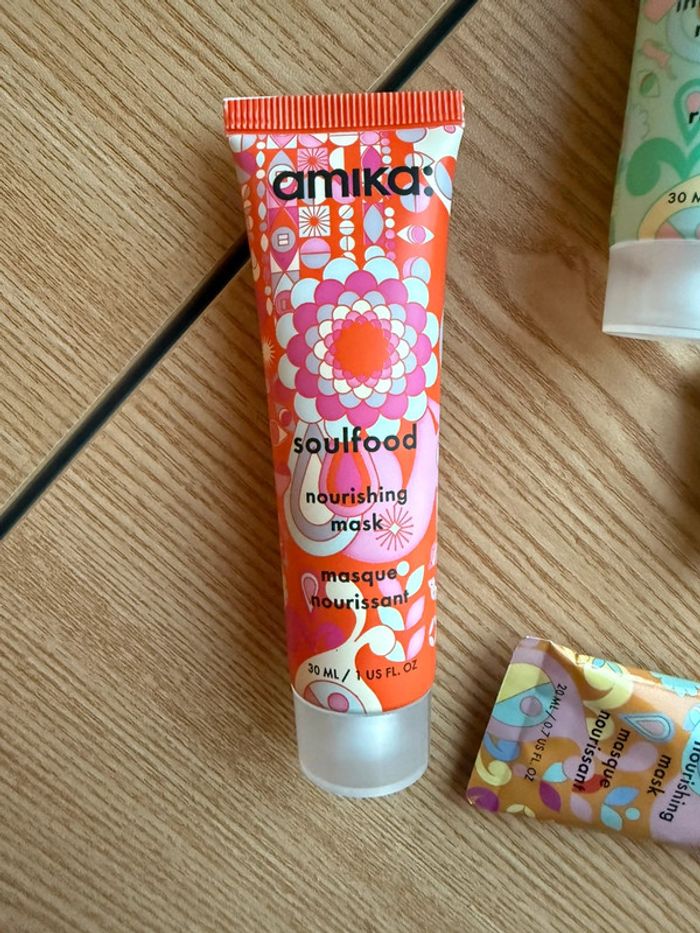 amika:
soulfood
nourishing
mask
masque
nourissant
30 ML / 1 US FL. OZ
30 M
nourishing
mask
masque
nourissant
20 ML / 0.7 US FL. OZ